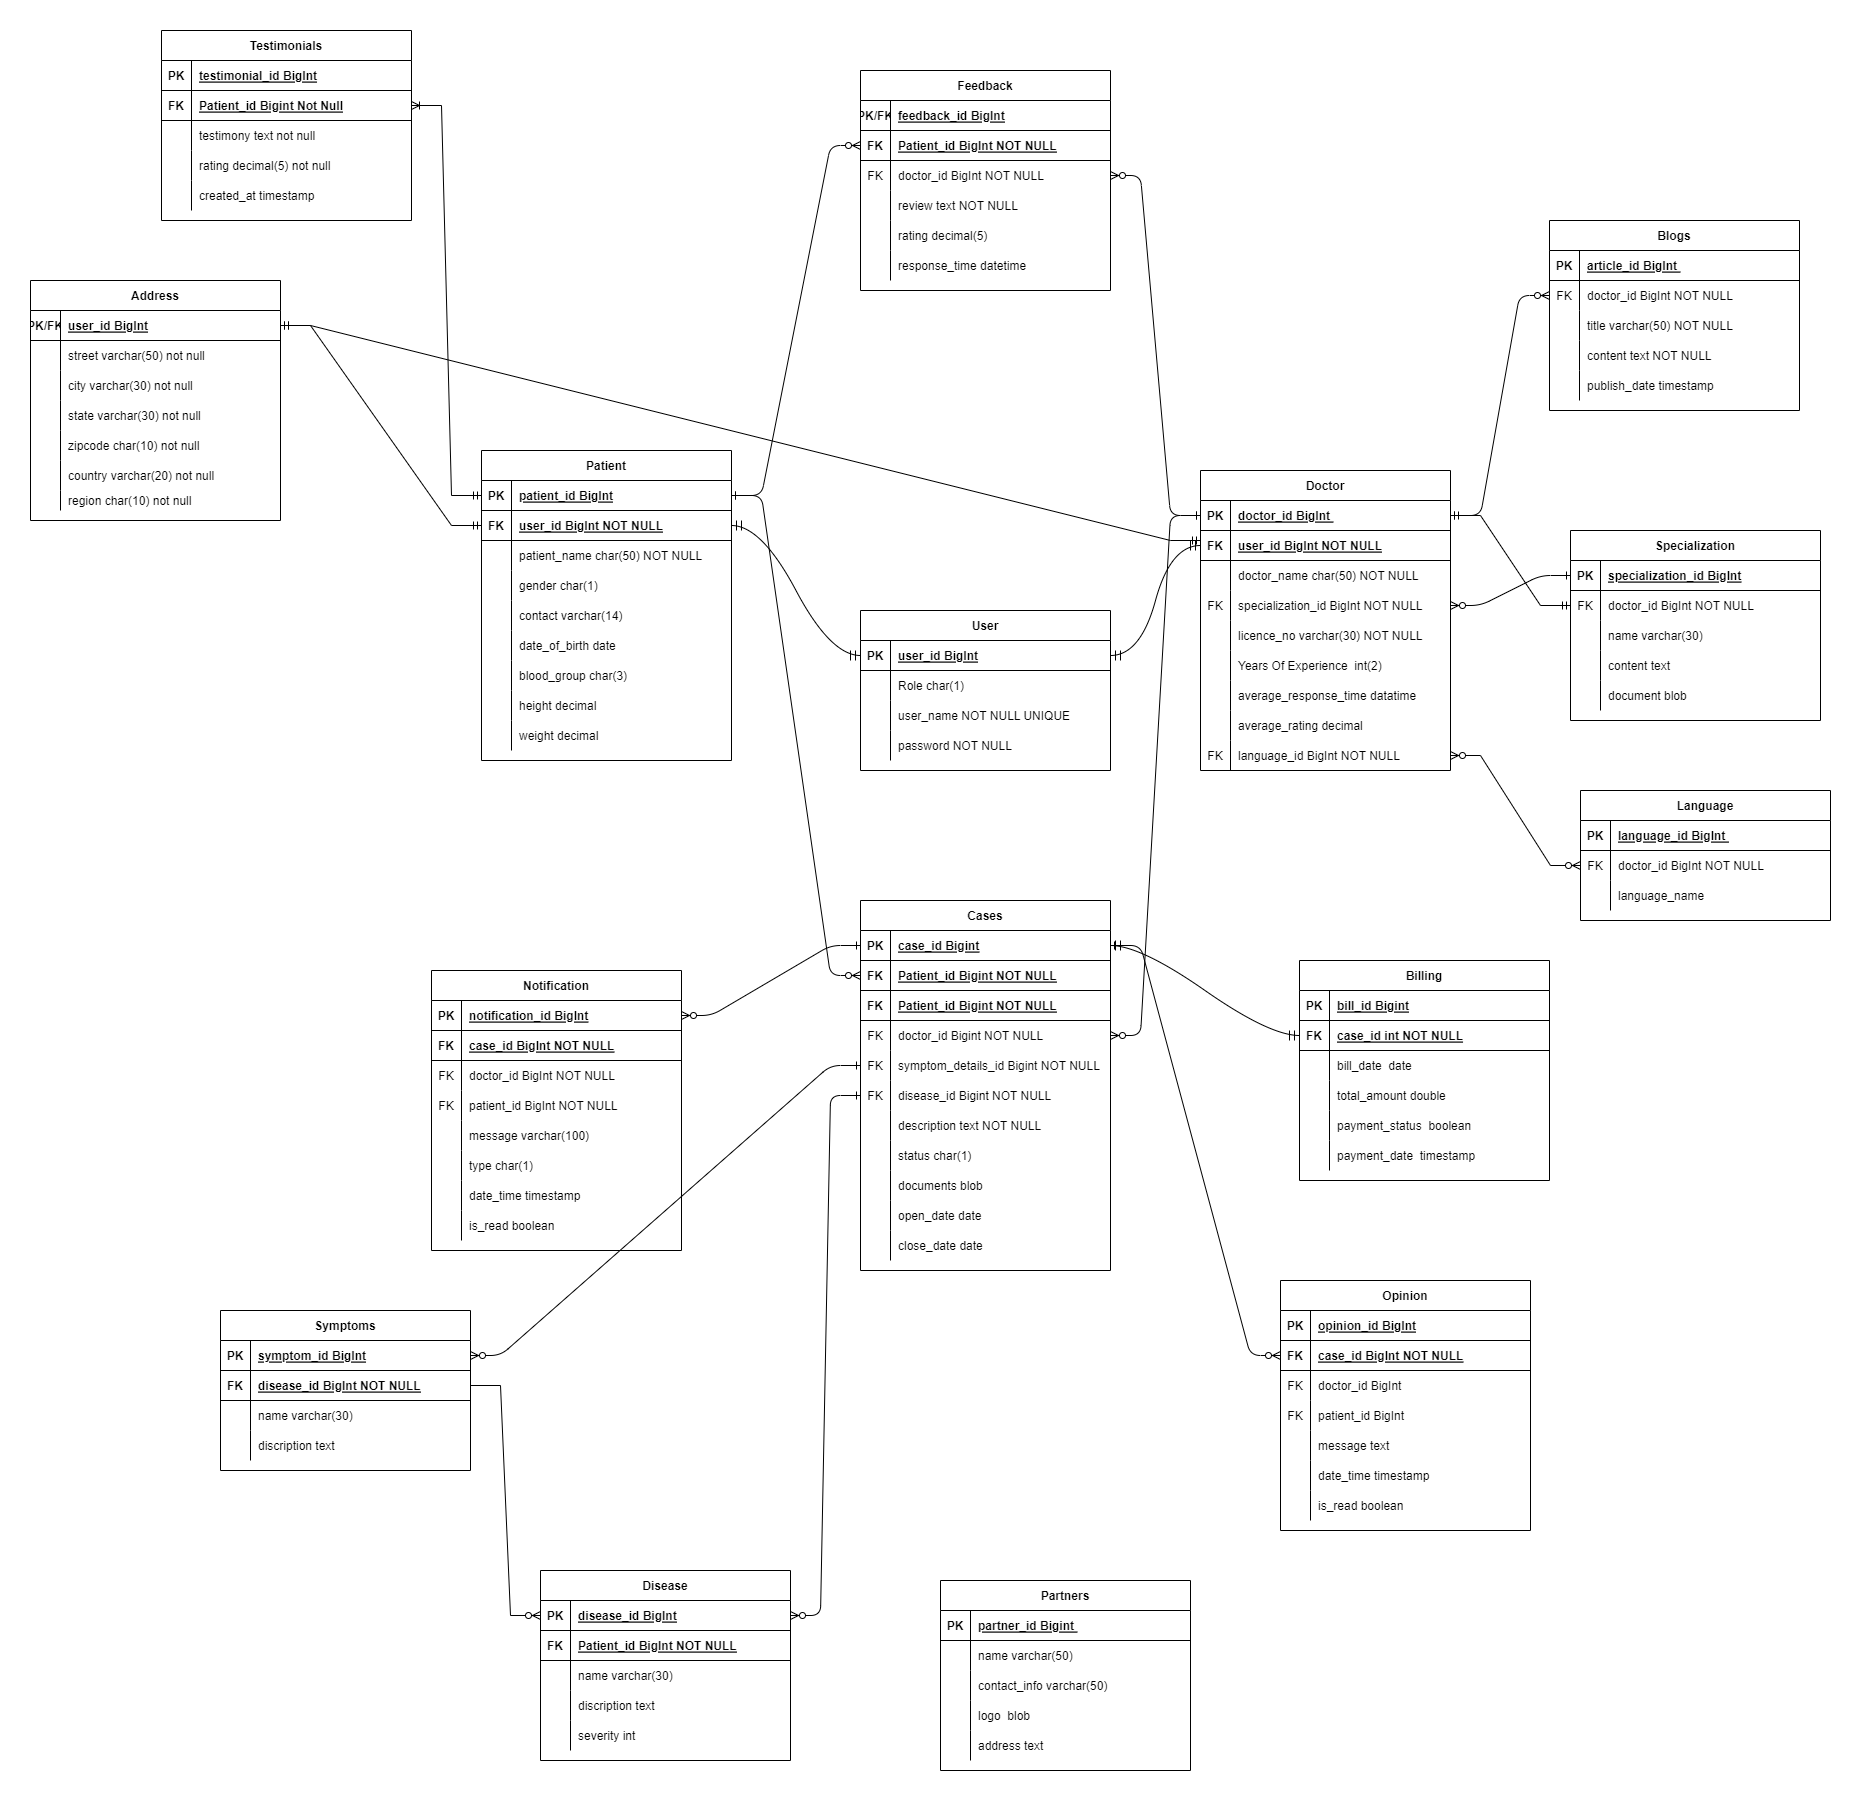 Testimonials
PK testimonial_id BigInt
FK Patient_id Bigint Not Null
testimony text not null
rating decimal(5) not null
created_at timestamp
Feedback
PK/FK feedback_id BigInt
FK Patient_id BigInt NOT NULL
FK doctor_id BigInt NOT NULL
review text NOT NULL
rating decimal(5)
response_time datetime
Blogs
PK article_id BigInt
FK doctor_id BigInt NOT NULL
title varchar(50) NOT NULL
content text NOT NULL
publish_date timestamp
Address
PK/FK user_id BigInt
street varchar(50) not null
city varchar(30) not null
state varchar(30) not null
zipcode char(10) not null
country varchar(20) not null
region char(10) not null
Patient
PK patient_id BigInt
FK user_id BigInt NOT NULL
patient_name char(50) NOT NULL
gender char(1)
contact varchar(14)
date_of_birth date
blood_group char(3)
height decimal
weight decimal
User
PK user_id BigInt
Role char(1)
user_name NOT NULL UNIQUE
password NOT NULL
Doctor
PK doctor_id BigInt
FK user_id BigInt NOT NULL
doctor_name char(50) NOT NULL
FK specialization_id BigInt NOT NULL
licence_no varchar(30) NOT NULL
Years Of Experience int(2)
average_response_time datatime
average_rating decimal
FK language_id BigInt NOT NULL
Specialization
PK specialization_id BigInt
FK doctor_id BigInt NOT NULL
name varchar(30)
content text
document blob
Language
PK language_id BigInt
FK doctor_id BigInt NOT NULL
language_name
Cases
PK case_id Bigint
FK Patient_id Bigint NOT NULL
FK Patient_id Bigint NOT NULL
FK doctor_id Bigint NOT NULL
FK symptom_details_id Bigint NOT NULL
FK disease_id Bigint NOT NULL
description text NOT NULL
status char(1)
documents blob
open_date date
close_date date
Notification
PK notification_id BigInt
FK case_id BigInt NOT NULL
FK doctor_id BigInt NOT NULL
FK patient_id BigInt NOT NULL
message varchar(100)
type char(1)
date_time timestamp
is_read boolean
Billing
PK bill_id Bigint
FK case_id int NOT NULL
bill_date date
total_amount double
payment_status boolean
payment_date timestamp
Symptoms
PK symptom_id BigInt
FK disease_id BigInt NOT NULL
name varchar(30)
discription text
Opinion
PK opinion_id BigInt
FK case_id BigInt NOT NULL
FK doctor_id BigInt
FK patient_id BigInt
message text
date_time timestamp
is_read boolean
Disease
PK disease_id BigInt
FK Patient_id BigInt NOT NULL
name varchar(30)
discription text
severity int
Partners
PK partner_id Bigint
name varchar(50)
contact_info varchar(50)
logo blob
address text